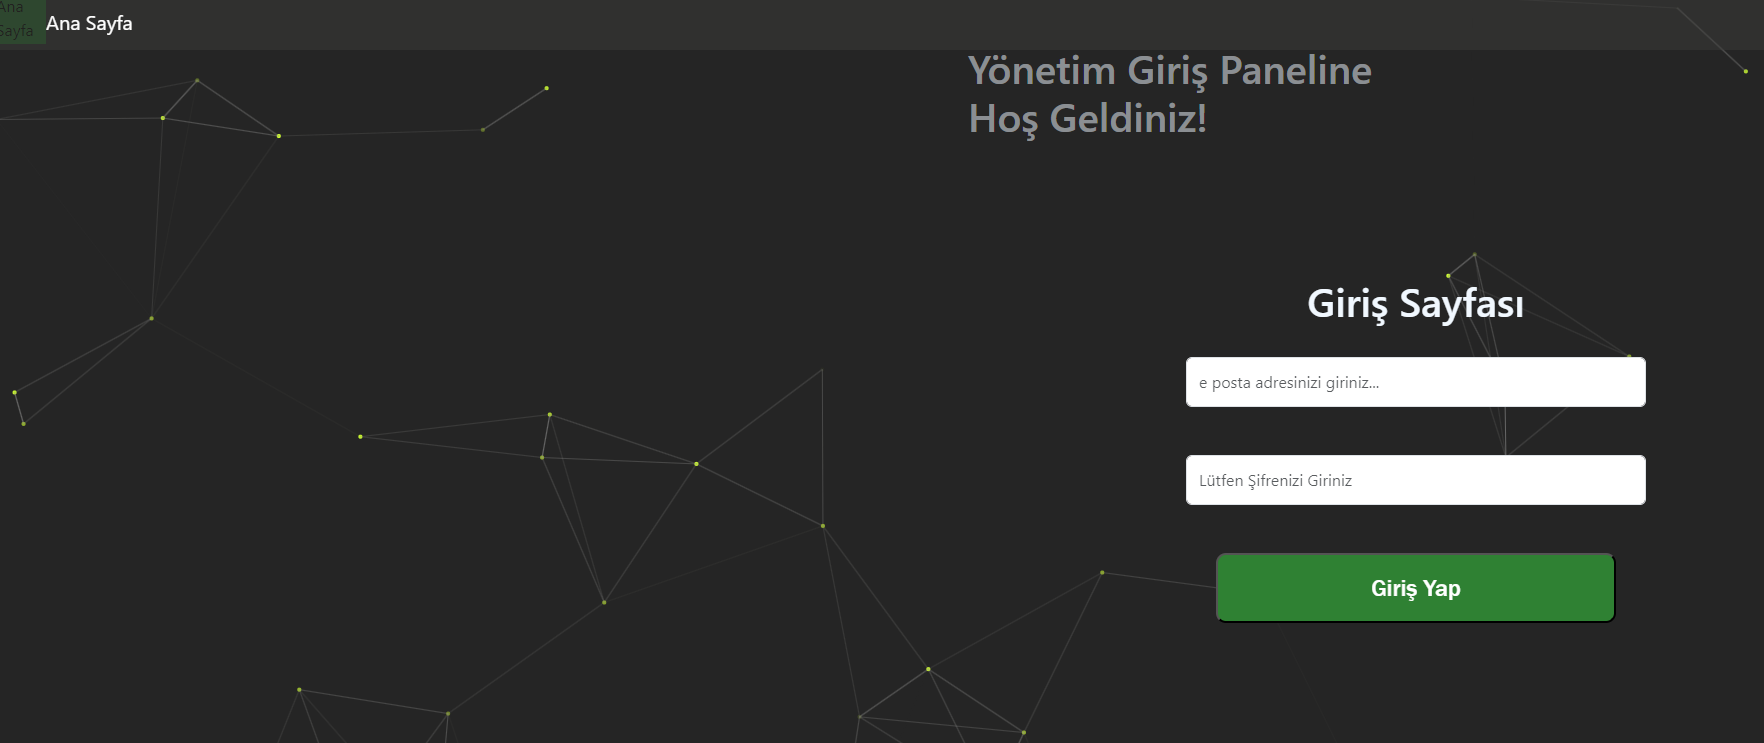 Ana
Sayfa
Ana Sayfa
Yönetim Giriş Paneline
Hoş Geldiniz!
Giriş Sayfası
e posta adresinizi giriniz...
Lütfen Şifrenizi Giriniz
Giriş Yap